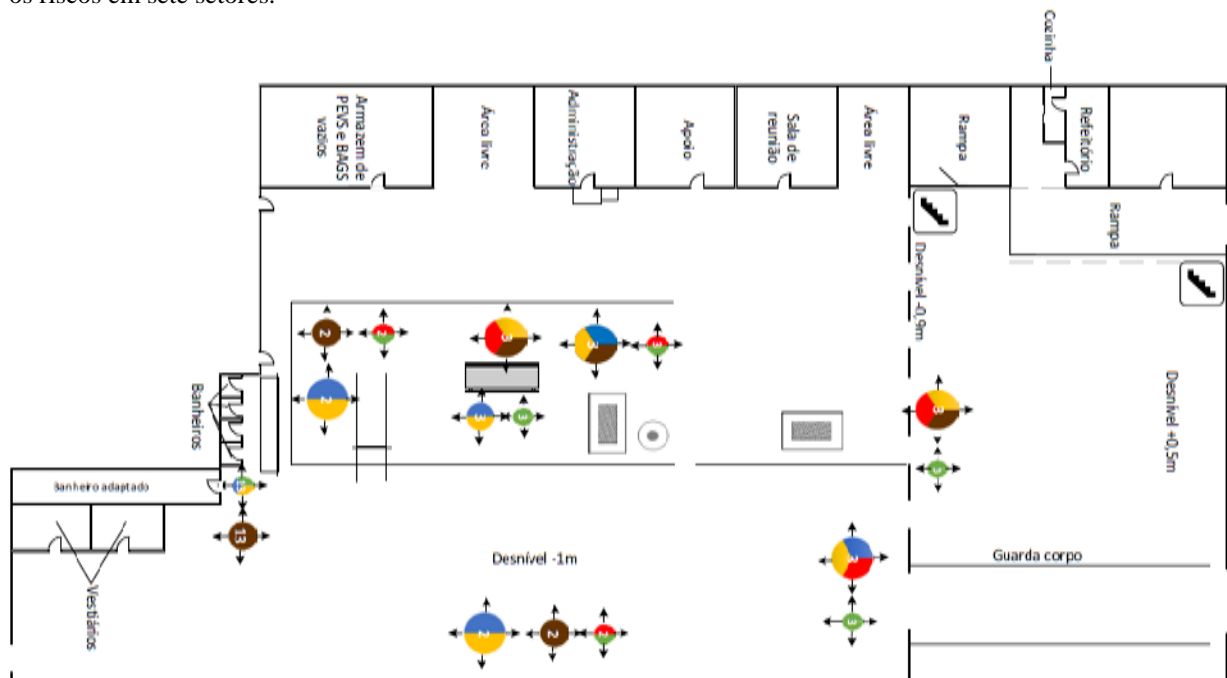 os riscos em sete setores.
Cozinha
Armazem de
PEVS e BAGS
vazios
Área livre
Administração
Apoio
Sala de
reunião
Área livre
Rampa
Refeitório
Rampa
Desnível -0,9m
Desnível +0,5m
2
2
3
3
3
2
3
3
3
3
Banheiros
Banheiro adaptado
13
Vestiários
Desnível -1m
Guarda corpo
3
2
2
2